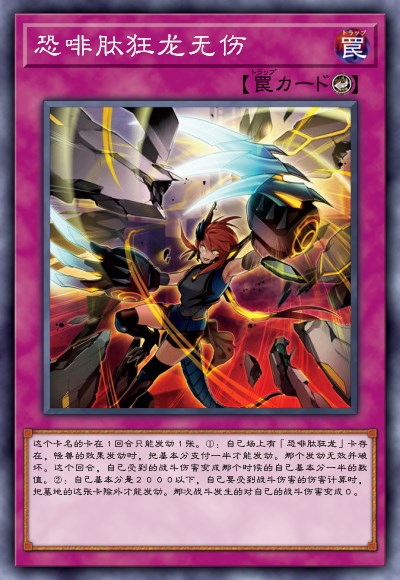 恐啡肽狂龙无伤
トラップ
罠
【罠カード
トラップ
】
这个卡名的卡在1回合只能发动1张。①：自己场上有「恐啡肽狂龙」卡存
在，怪兽的效果发动时，把基本分支付一半才能发动。那个发动无效并破
坏。这个回合，自己受到的战斗伤害变成那个时候的自己基本分一半的数
值。②：自己基本分是2000以下，自己要受到战斗伤害的伤害计算时，
把墓地的这张卡除外才能发动。那次战斗发生的对自己的战斗伤害变成0。